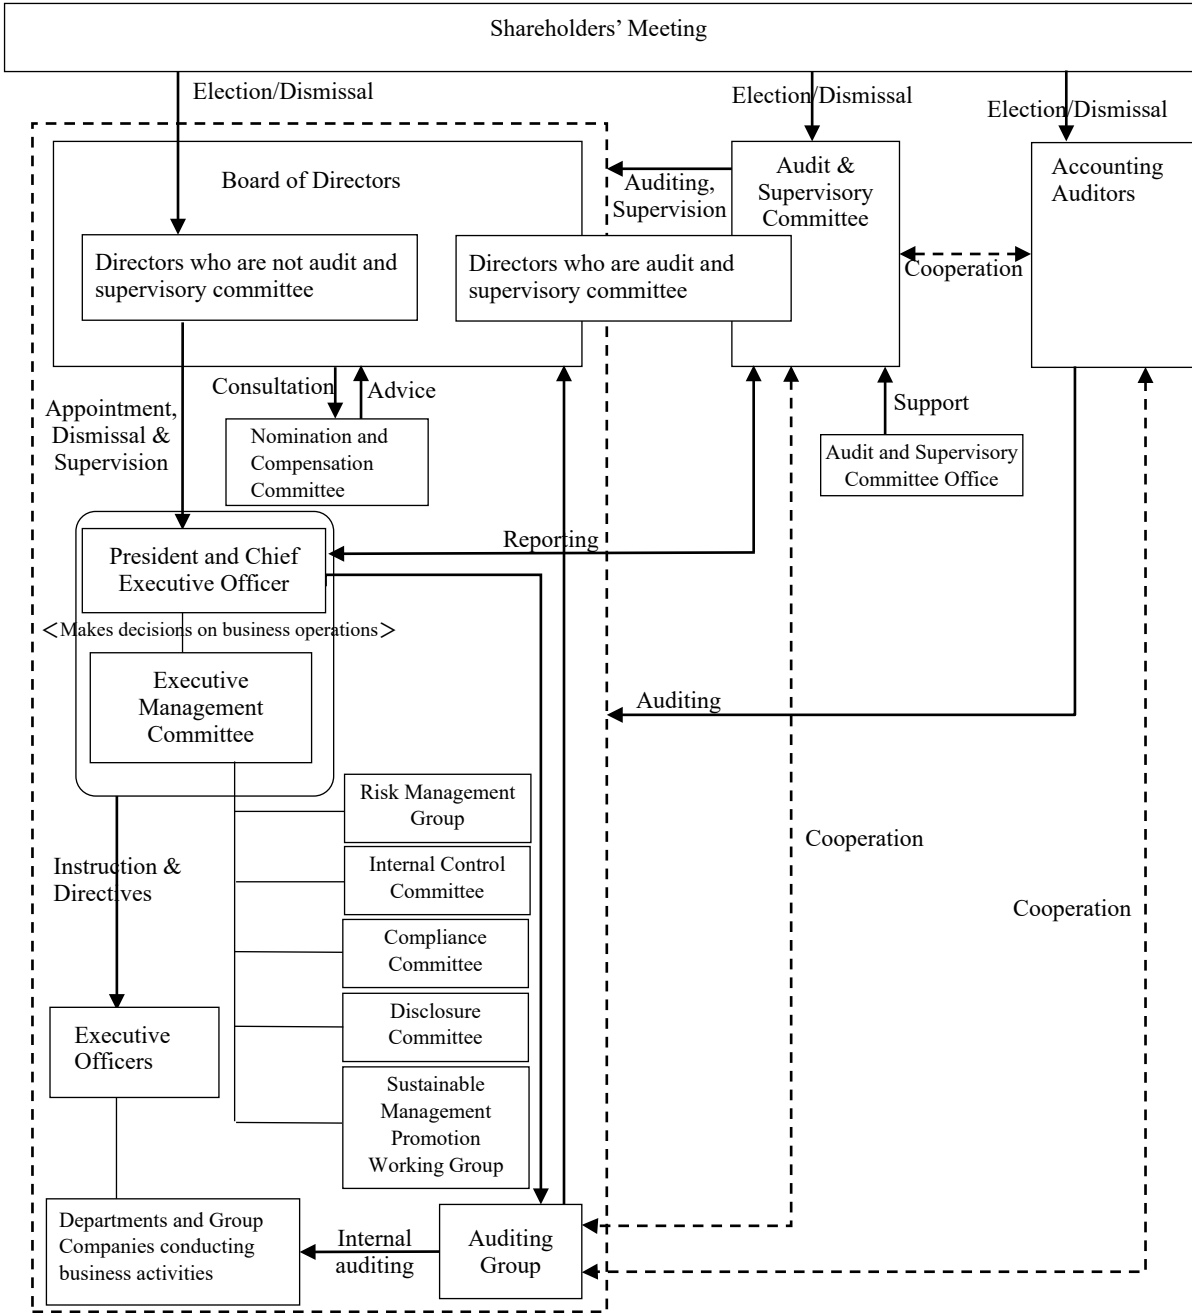 Shareholders’ Meeting
Election/Dismissal
Election/Dismissal
Election/Dismissal
Board of Directors
Auditing,
Supervision
Audit &
Supervisory
Committee
Accounting
Auditors
Directors who are not audit and
supervisory committee
Directors who are audit and
supervisory committee
Cooperation
Consultation
Advice
Appointment,
Dismissal &
Supervision
Nomination and
Compensation
Committee
Support
Audit and Supervisory
Committee Office
Reporting
President and Chief
Executive Officer
<Makes decisions on business operations>
Executive
Management
Committee
Auditing
Risk Management
Group
Cooperation
Instruction &
Directives
Internal Control
Committee
Cooperation
Compliance
Committee
Disclosure
Committee
Executive
Officers
Sustainable
Management
Promotion
Working Group
Departments and Group
Companies conducting
business activities
Internal
auditing
Auditing
Group